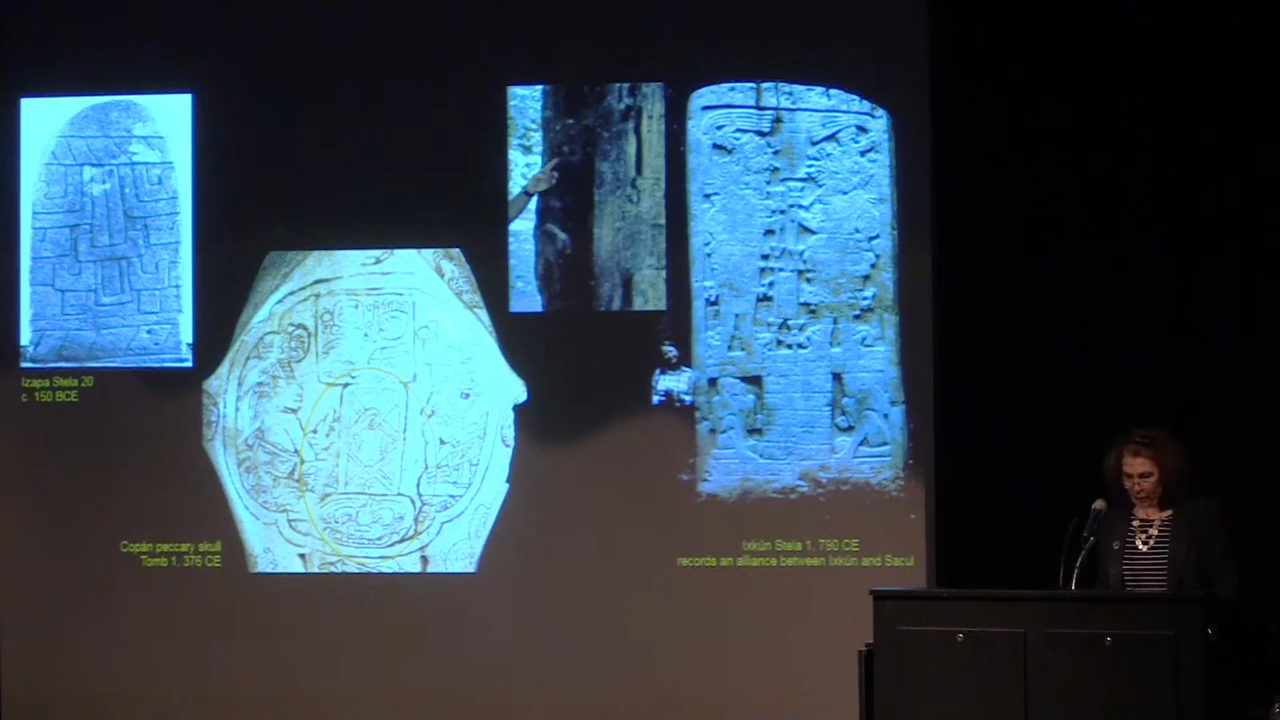 Izapa Stela 20
c. 150 BCE
Copán peccary skull
Tomb 1, 376 CE
Ixkún Stela 1, 790 CE
records an alliance between Ixkún and Sacul